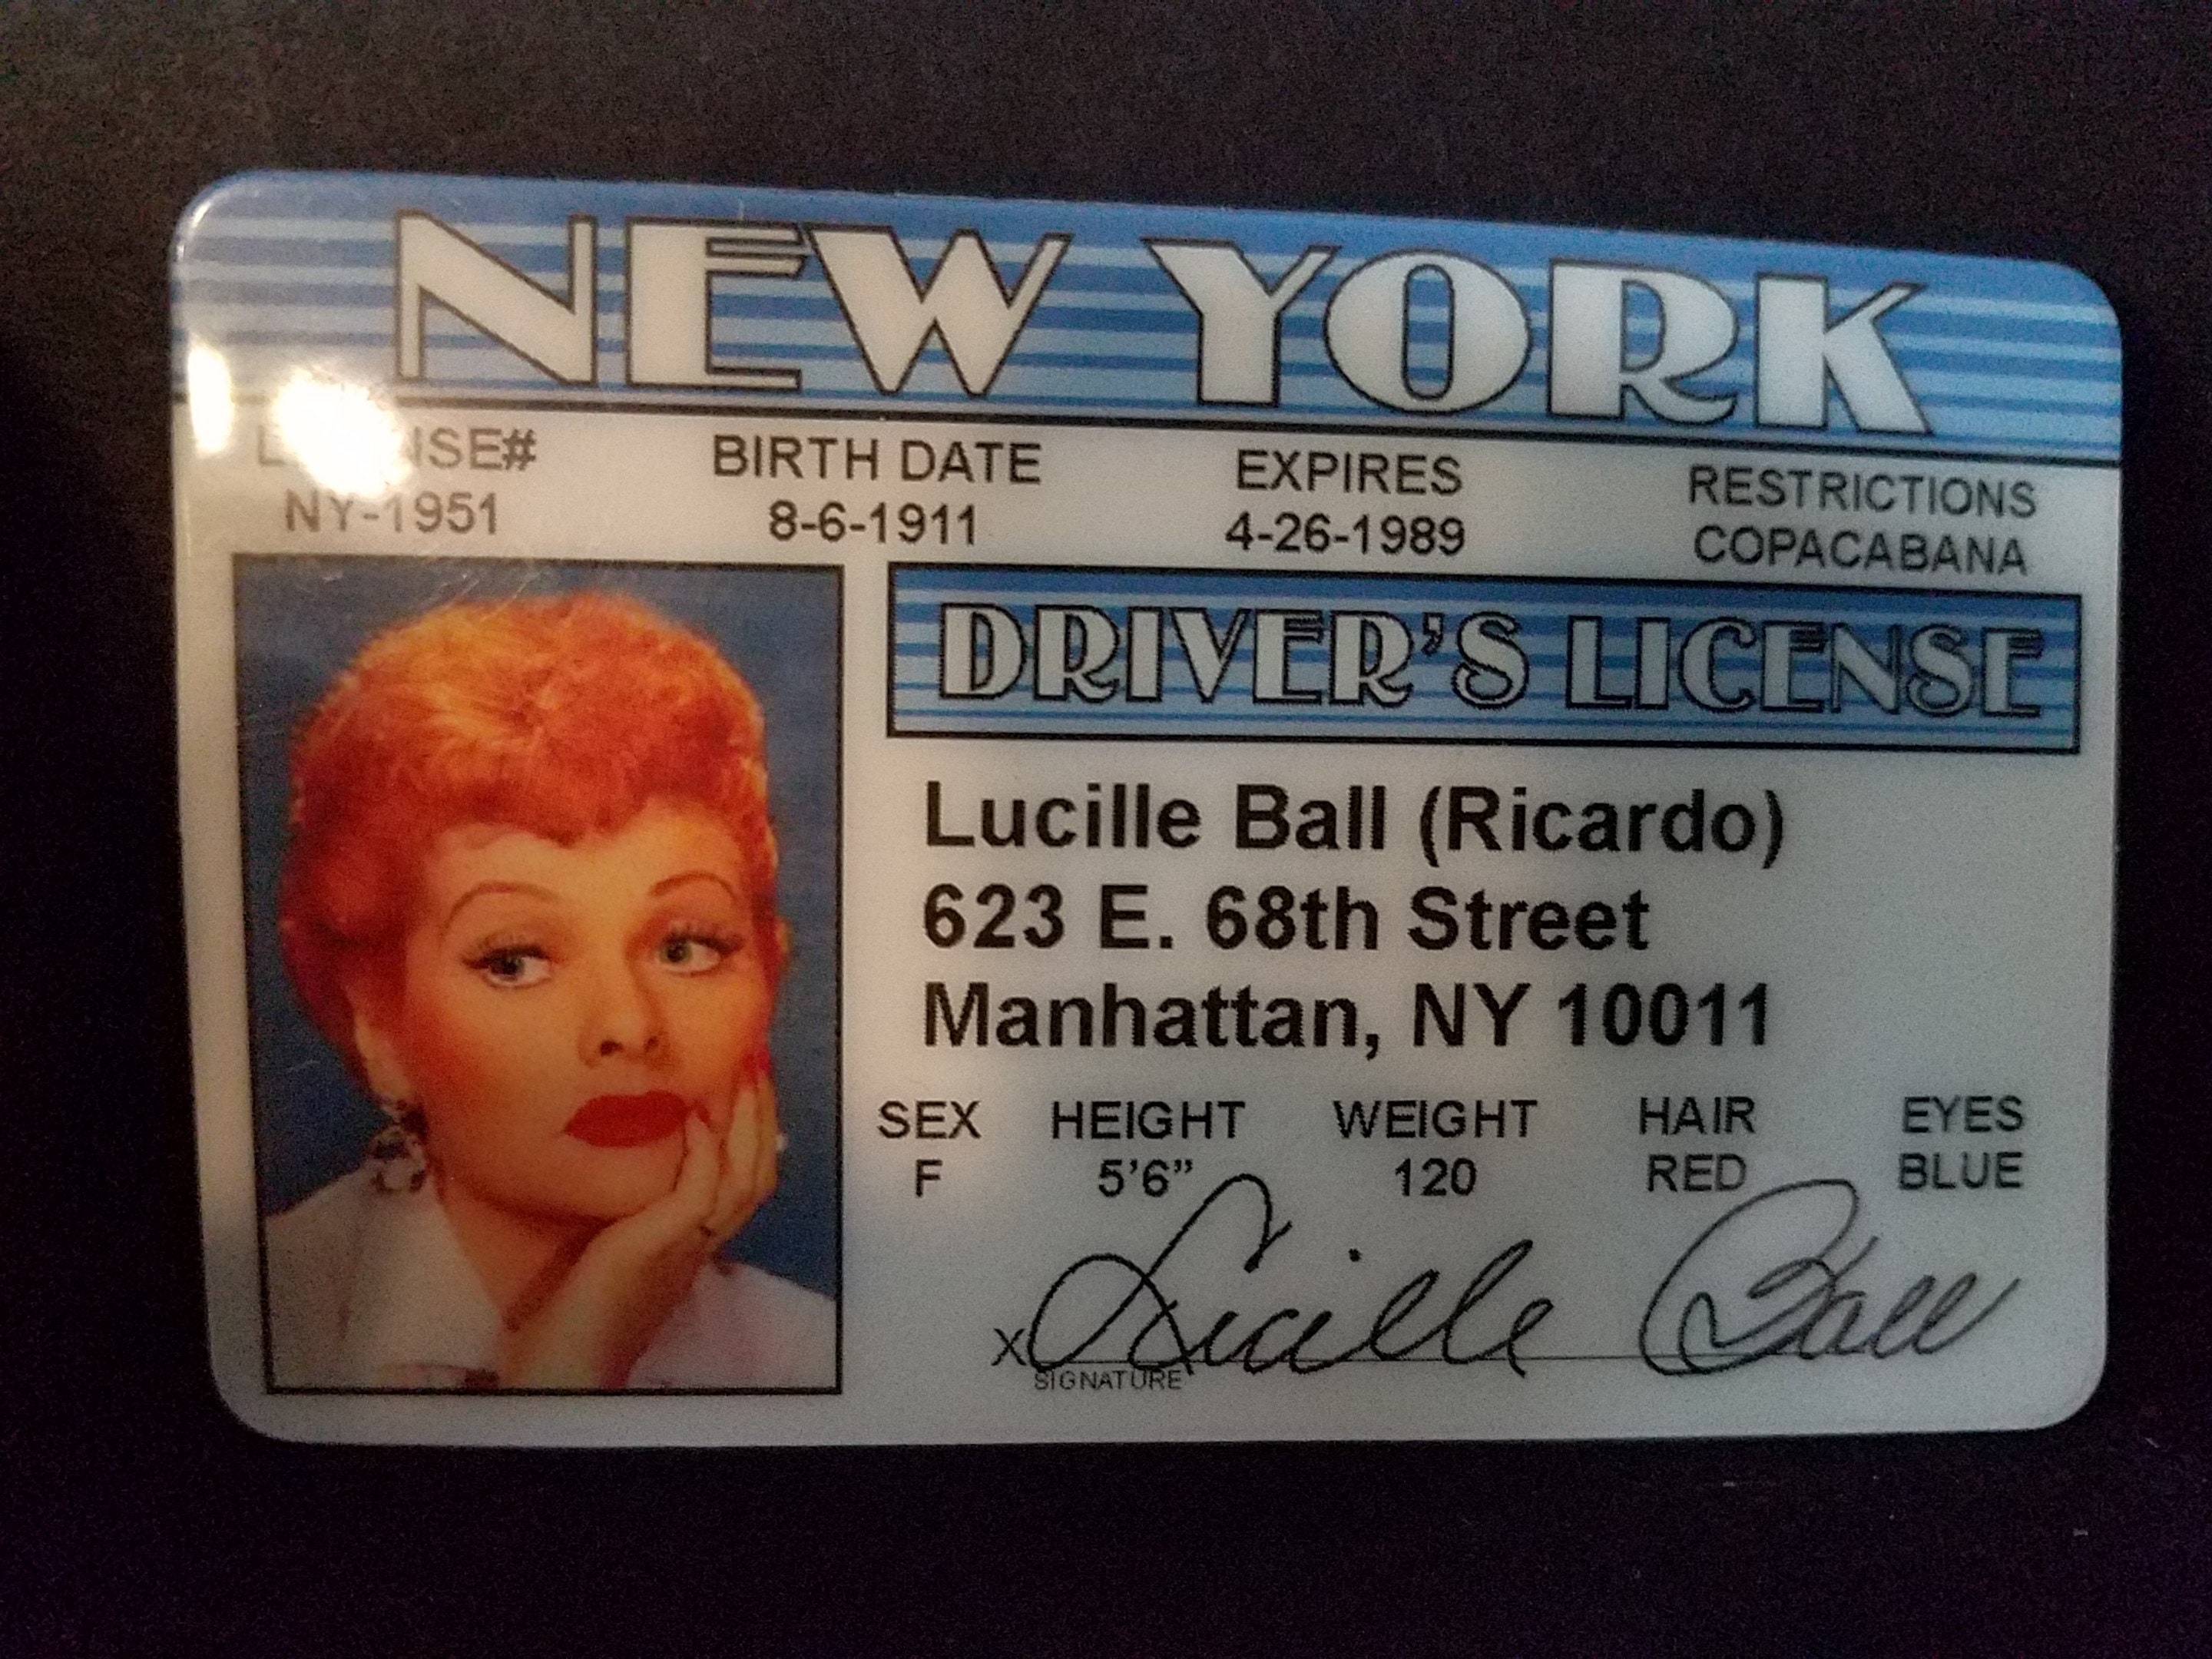 NEW YORK
LICENSE# BIRTH DATE EXPIRES RESTRICTIONS
NY-1951 8-6-1911 4-26-1989 COPACABANA
DRIVER'S LICENSE
Lucille Ball (Ricardo)
623 E. 68th Street
Manhattan, NY 10011
SEX HEIGHT WEIGHT HAIR EYES
F 5'6” 120 RED BLUE
X Lucille Ball
SIGNATURE